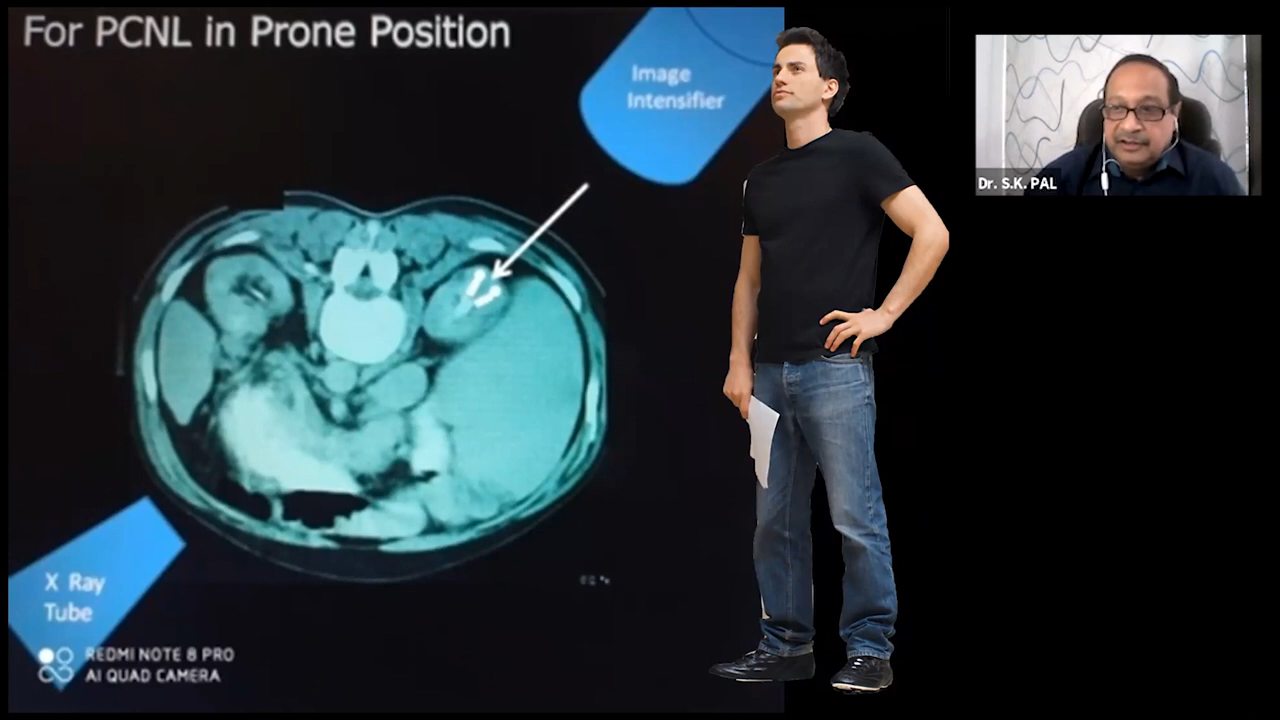 For PCNL in Prone Position
Image
Intensifier
Dr. S.K. PAL
X Ray
Tube
REDMI NOTE 8 PRO
AI QUAD CAMERA